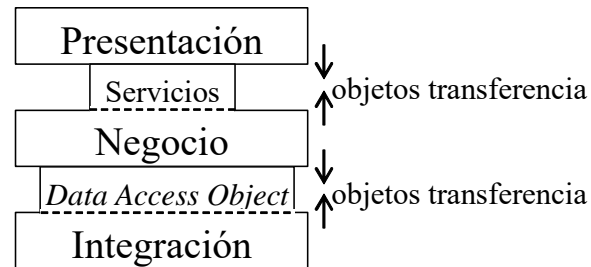 Presentación
Servicios
objetos transferencia
Negocio
Data Access Object
objetos transferencia
Integración